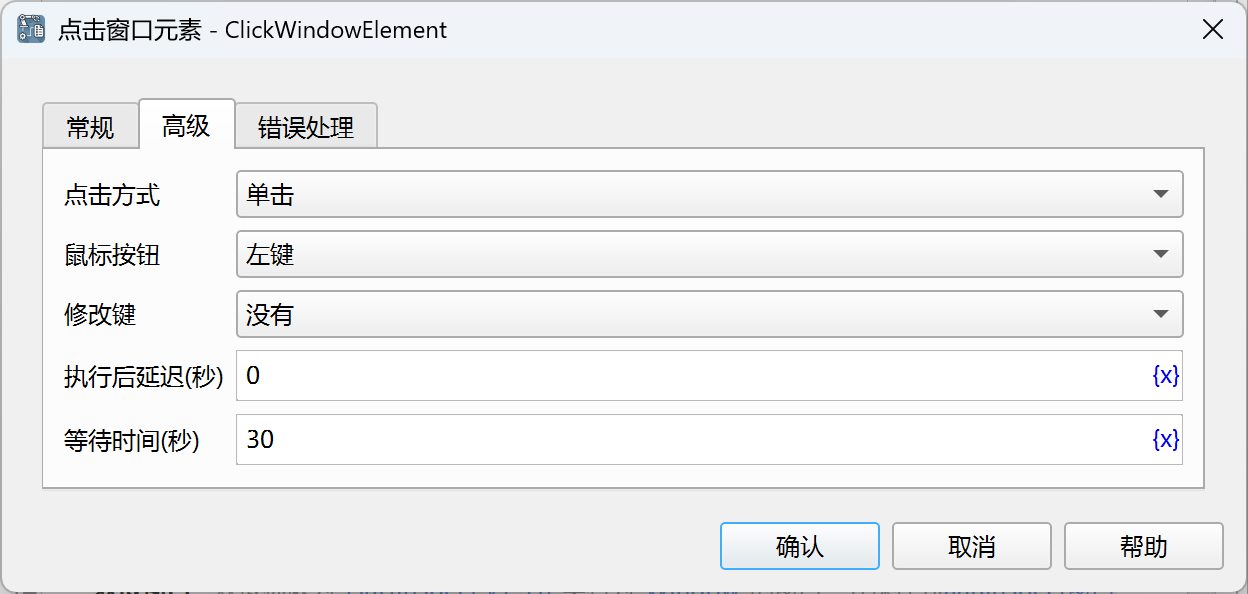 点击窗口元素 - ClickWindowElement
常规 高级 错误处理
点击方式 单击
鼠标按钮 左键
修改键 没有
执行后延迟(秒) 0 {x}
等待时间(秒) 30 {x}
确认 取消 帮助